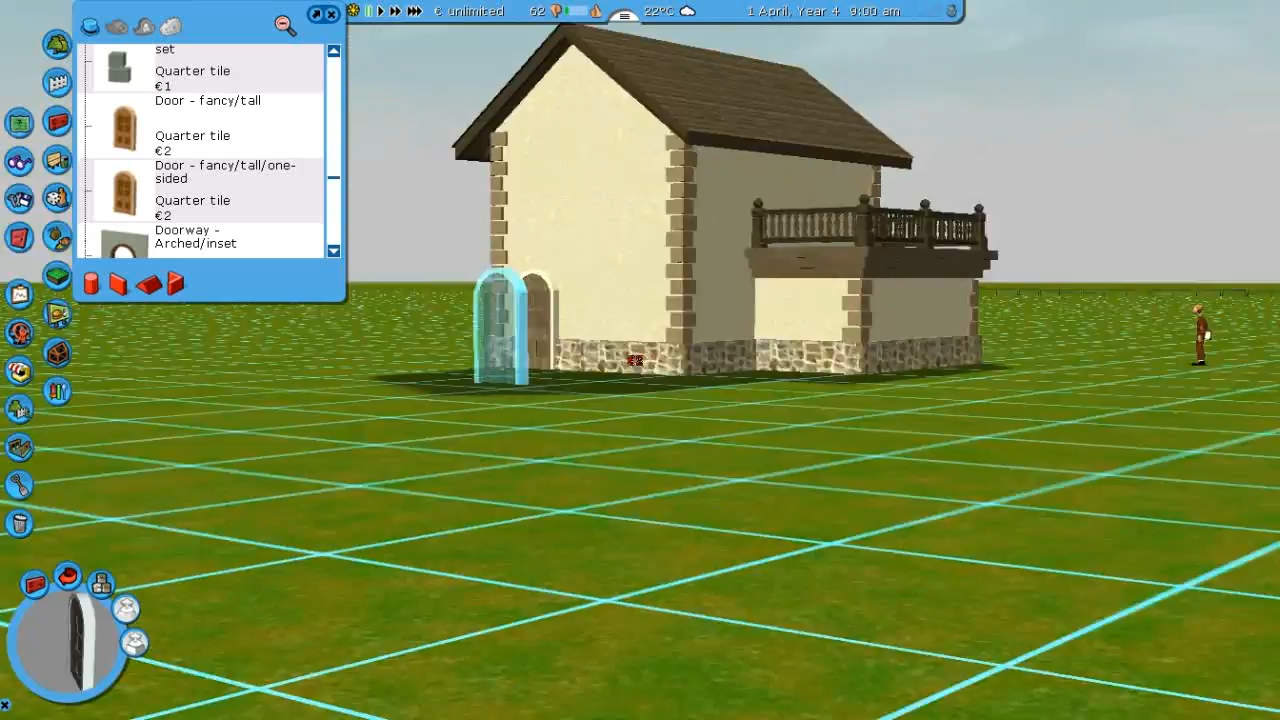 € unlimited
62
22°C
1 April, Year 4 9:00 am
set
Quarter tile
€1
Door - fancy/tall
Quarter tile
€2
Door - fancy/tall/one-
sided
Quarter tile
€2
Doorway -
Arched/inset